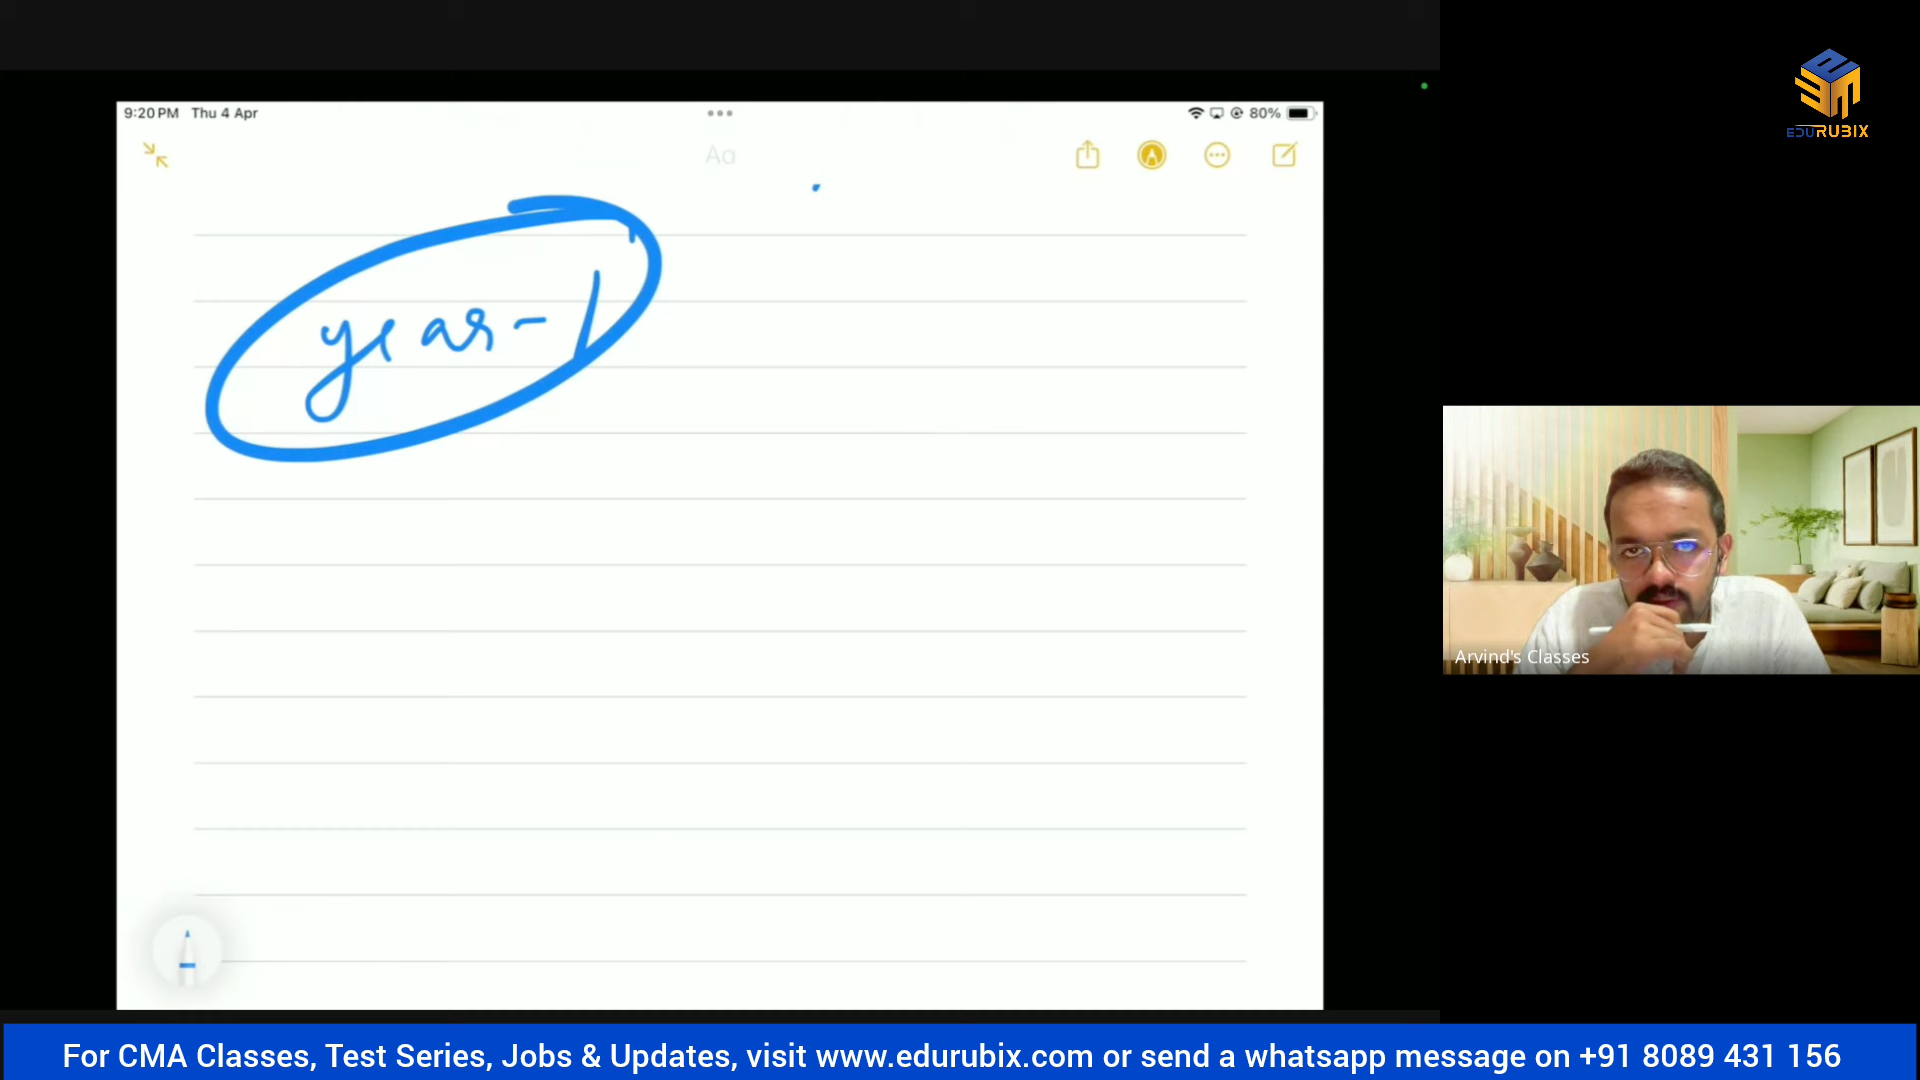 9:20 PM Thu 4 Apr
80%
Aa
year-1
EDURUBIX
Arvind's Classes
For CMA Classes, Test Series, Jobs & Updates, visit www.edurubix.com or send a whatsapp message on +91 8089 431 156